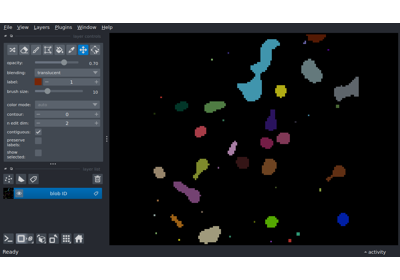 File View Layers Plugins Window Help
opacity: 0.70
blending: translucent
label: 1
brush size: 10
color mode: auto
contour: 0
n edit dim: 2
contiguous:
preserve
labels:
show
selected:
blob ID
Ready
activity